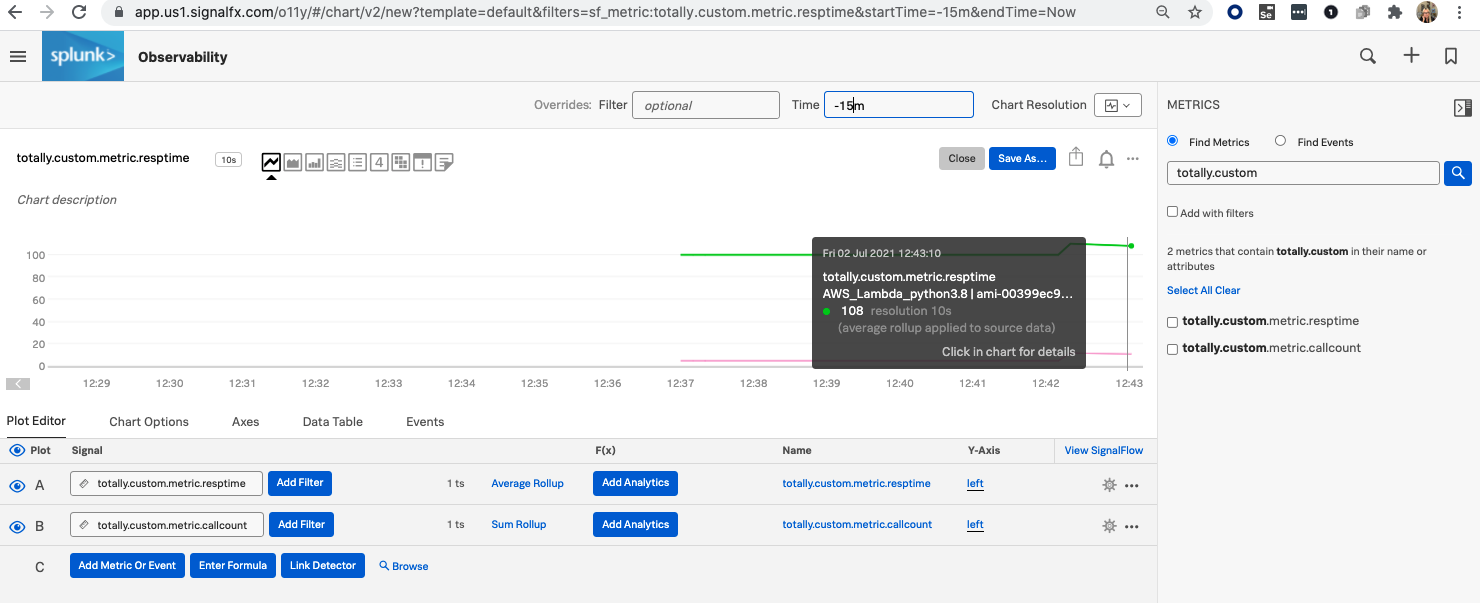 app.us1.signalfx.com/o11y/#/chart/v2/new?template=default&filters=sf_metric:totally.custom.metric.resptime&startTime=-15m&endTime=Now
Se
1
splunk>
Observability
Overrides: Filter optional Time -15m Chart Resolution
METRICS
Find Metrics Find Events
totally.custom
Add with filters
2 metrics that contain totally.custom in their name or
attributes
Select All Clear
totally.custom.metric.resptime
totally.custom.metric.callcount
totally.custom.metric.resptime 10s 4 Close Save As...
Chart description
100
80
60
40
20
0
Fri 02 Jul 2021 12:43:10
totally.custom.metric.resptime
AWS_Lambda_python3.8 | ami-00399ec9...
108 resolution 10s
(average rollup applied to source data)
Click in chart for details
12:29 12:30 12:31 12:32 12:33 12:34 12:35 12:36 12:37 12:38 12:39 12:40 12:41 12:42 12:43
Plot Editor Chart Options Axes Data Table Events
Plot Signal F(x) Name Y-Axis View SignalFlow
A totally.custom.metric.resptime Add Filter 1 ts Average Rollup Add Analytics totally.custom.metric.resptime left
B totally.custom.metric.callcount Add Filter 1 ts Sum Rollup Add Analytics totally.custom.metric.callcount left
C Add Metric Or Event Enter Formula Link Detector Browse